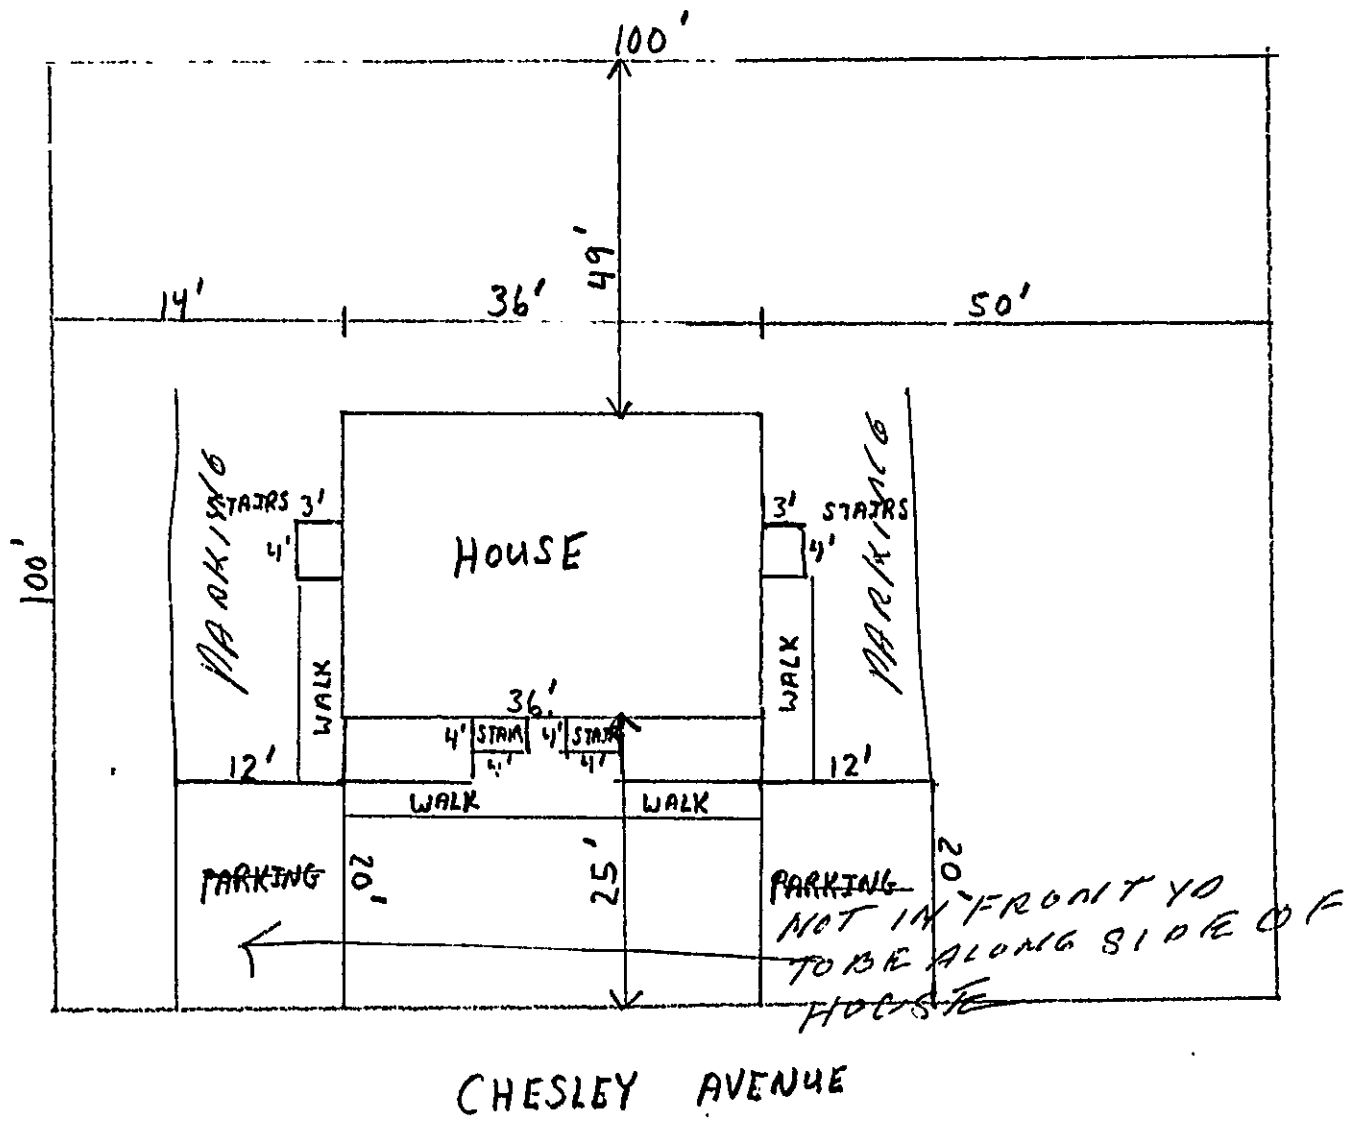 100'
49'
14' 36' 50'
PARKING
PARKING
STAIRS 3'
3' STAIRS
4'
HOUSE
4'
100'
WALK
WALK
36'
4' STAIR 4' STAIR
4' 4'
12'
12'
WALK WALK
PARKING
20'
25'
PARKING
20'
NOT IN FRONT YD
TO BE ALONG SIDE OF
HOUSE
CHESLEY AVENUE